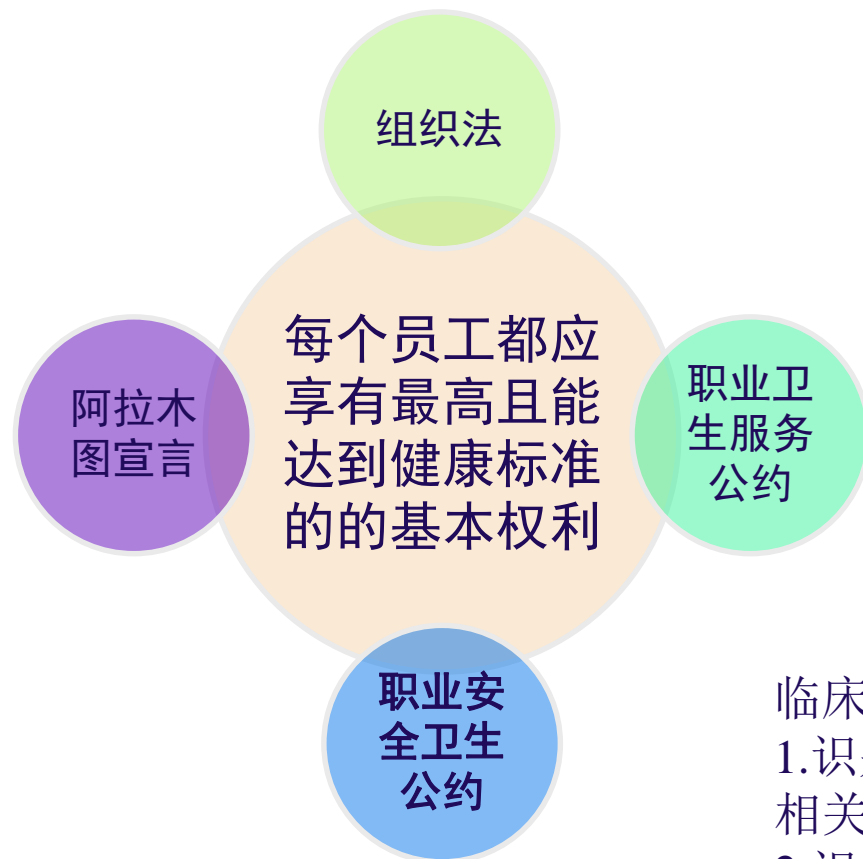 组织法
每个员工都应
享有最高且能
达到健康标准
的的基本权利
阿拉木
图宣言
职业卫
生服务
公约
职业安
全卫生
公约
临床
1.识
相关